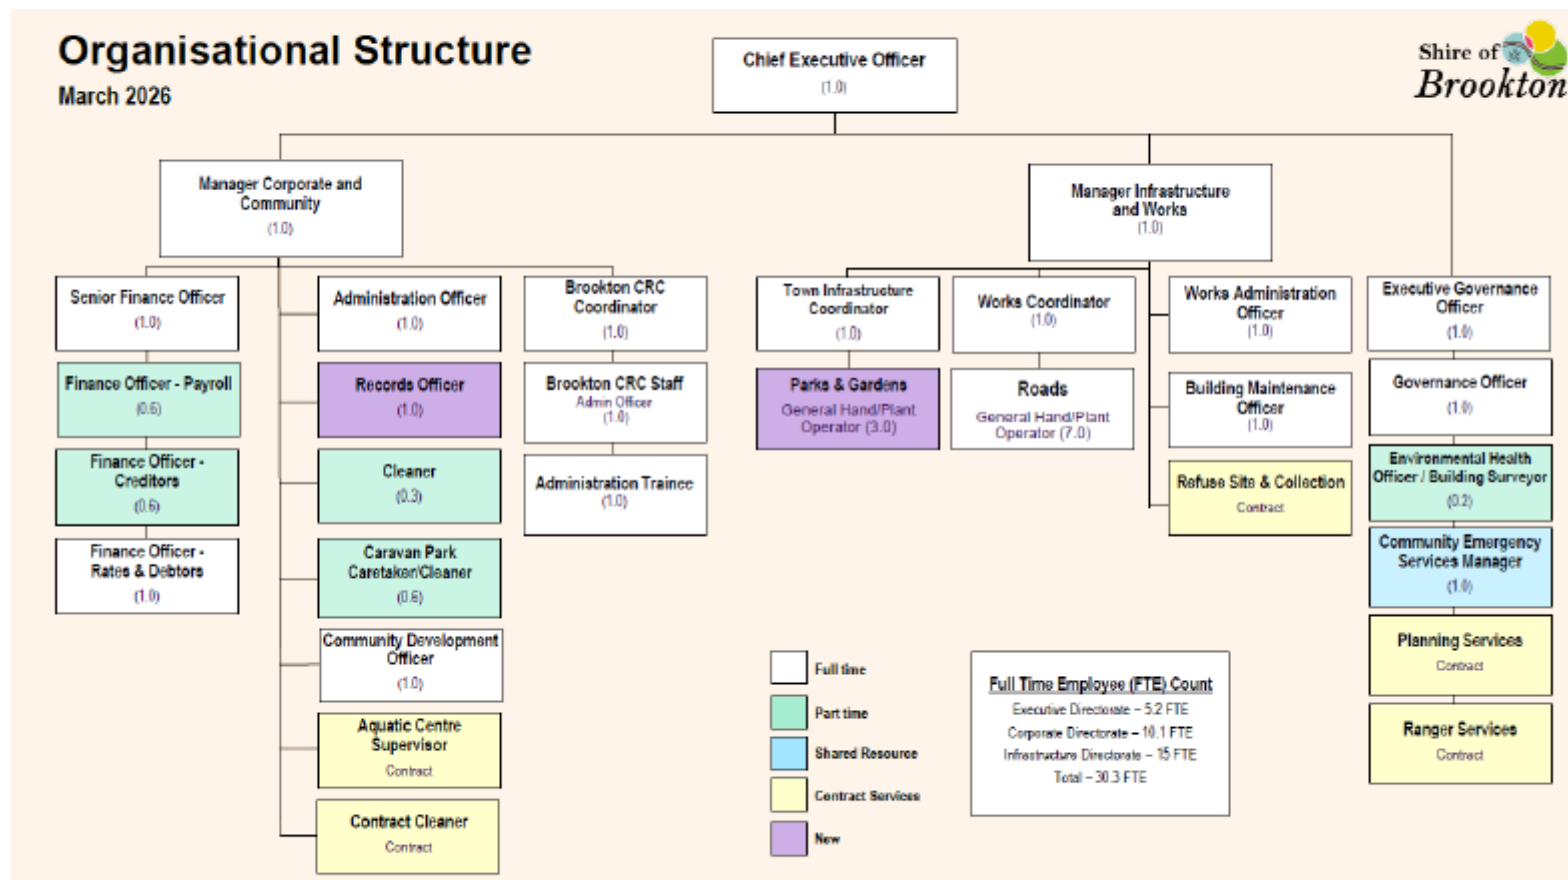 Organisational Structure
March 2026
Shire of
Brookton
Chief Executive Officer
(1.0)
Manager Corporate and
Community
(1.0)
Manager Infrastructure
and Works
(1.0)
Senior Finance Officer
(1.0)
Finance Officer - Payroll
(0.6)
Finance Officer -
Creditors
(0.6)
Finance Officer -
Rates & Debtors
(1.0)
Administration Officer
(1.0)
Records Officer
(1.0)
Cleaner
(0.3)
Caravan Park
Caretaker/Cleaner
(0.6)
Community Development
Officer
(1.0)
Aquatic Centre
Supervisor
Contract
Contract Cleaner
Contract
Brookton CRC
Coordinator
(1.0)
Brookton CRC Staff
Admin Officer
(1.0)
Administration Trainee
(1.0)
Town Infrastructure
Coordinator
(1.0)
Parks & Gardens
General Hand/Plant
Operator (3.0)
Works Coordinator
(1.0)
Roads
General Hand/Plant
Operator (7.0)
Works Administration
Officer
(1.0)
Building Maintenance
Officer
(1.0)
Refuse Site & Collection
Contract
Executive Governance
Officer
(1.0)
Governance Officer
(1.0)
Environmental Health
Officer / Building Surveyor
(0.2)
Community Emergency
Services Manager
(1.0)
Planning Services
Contract
Ranger Services
Contract
Full time
Part time
Shared Resource
Contract Services
New
Full Time Employee (FTE) Count
Executive Directorate – 5.2 FTE
Corporate Directorate – 10.1 FTE
Infrastructure Directorate – 15 FTE
Total – 30.3 FTE